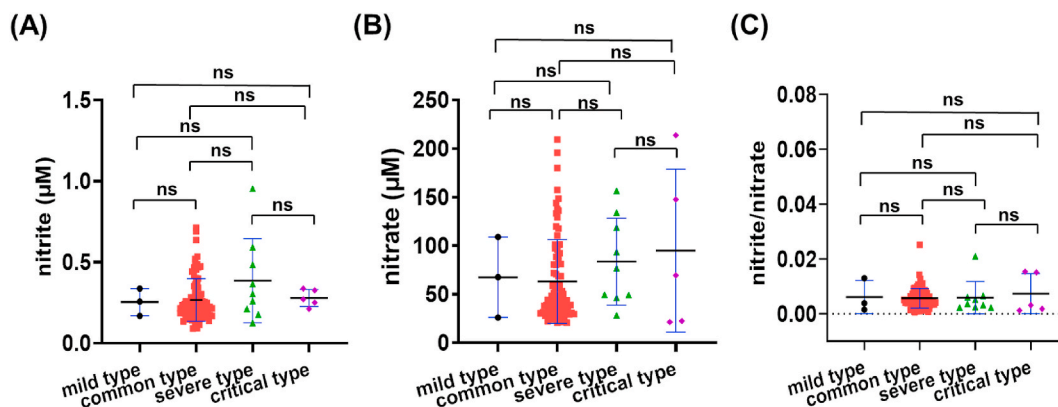 (A)
ns
ns
ns
ns
ns
ns
nitrite (μM)
1.5
1.0
0.5
0.0
mild type
common type
severe type
critical type
(B)
ns
ns
ns
ns
ns
ns
nitrate (μM)
250
200
150
100
50
0
mild type
common type
severe type
critical type
(C)
ns
ns
ns
ns
ns
ns
nitrite/nitrate
0.08
0.06
0.04
0.02
0.00
mild type
common type
severe type
critical type